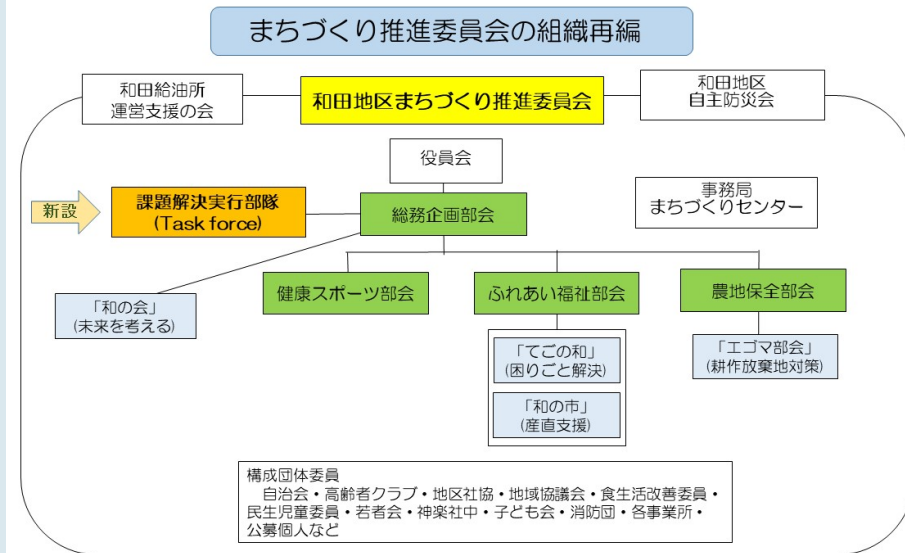 まちづくり推進委員会の組織再編
和田給油所
運営支援の会
和田地区まちづくり推進委員会
和田地区
自主防災会
役員会
新設
課題解決実行部隊
(Task force)
総務企画部会
事務局
まちづくりセンター
「和の会」
(未来を考える)
健康スポーツ部会
ふれあい福祉部会
農地保全部会
「てごの和」
(困りごと解決)
「和の市」
(産直支援)
「エゴマ部会」
(耕作放棄地対策)
構成団体委員
自治会・高齢者クラブ・地区社協・地域協議会・食生活改善委員・
民生児童委員・若者会・神楽社中・子ども会・消防団・各事業所・
公募個人など